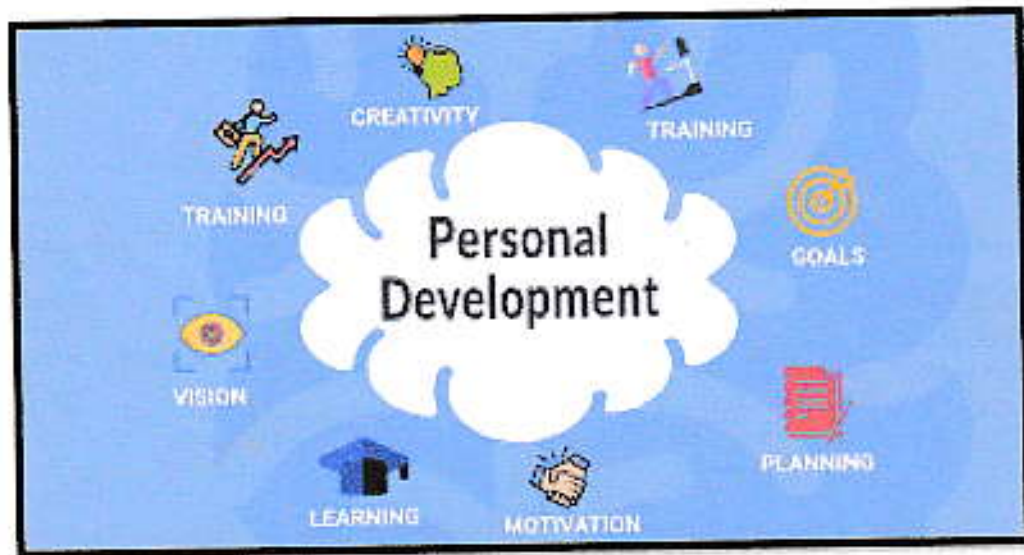 CREATIVITY
TRAINING
TRAINING
Personal
Development
GOALS
VISION
PLANNING
LEARNING
MOTIVATION